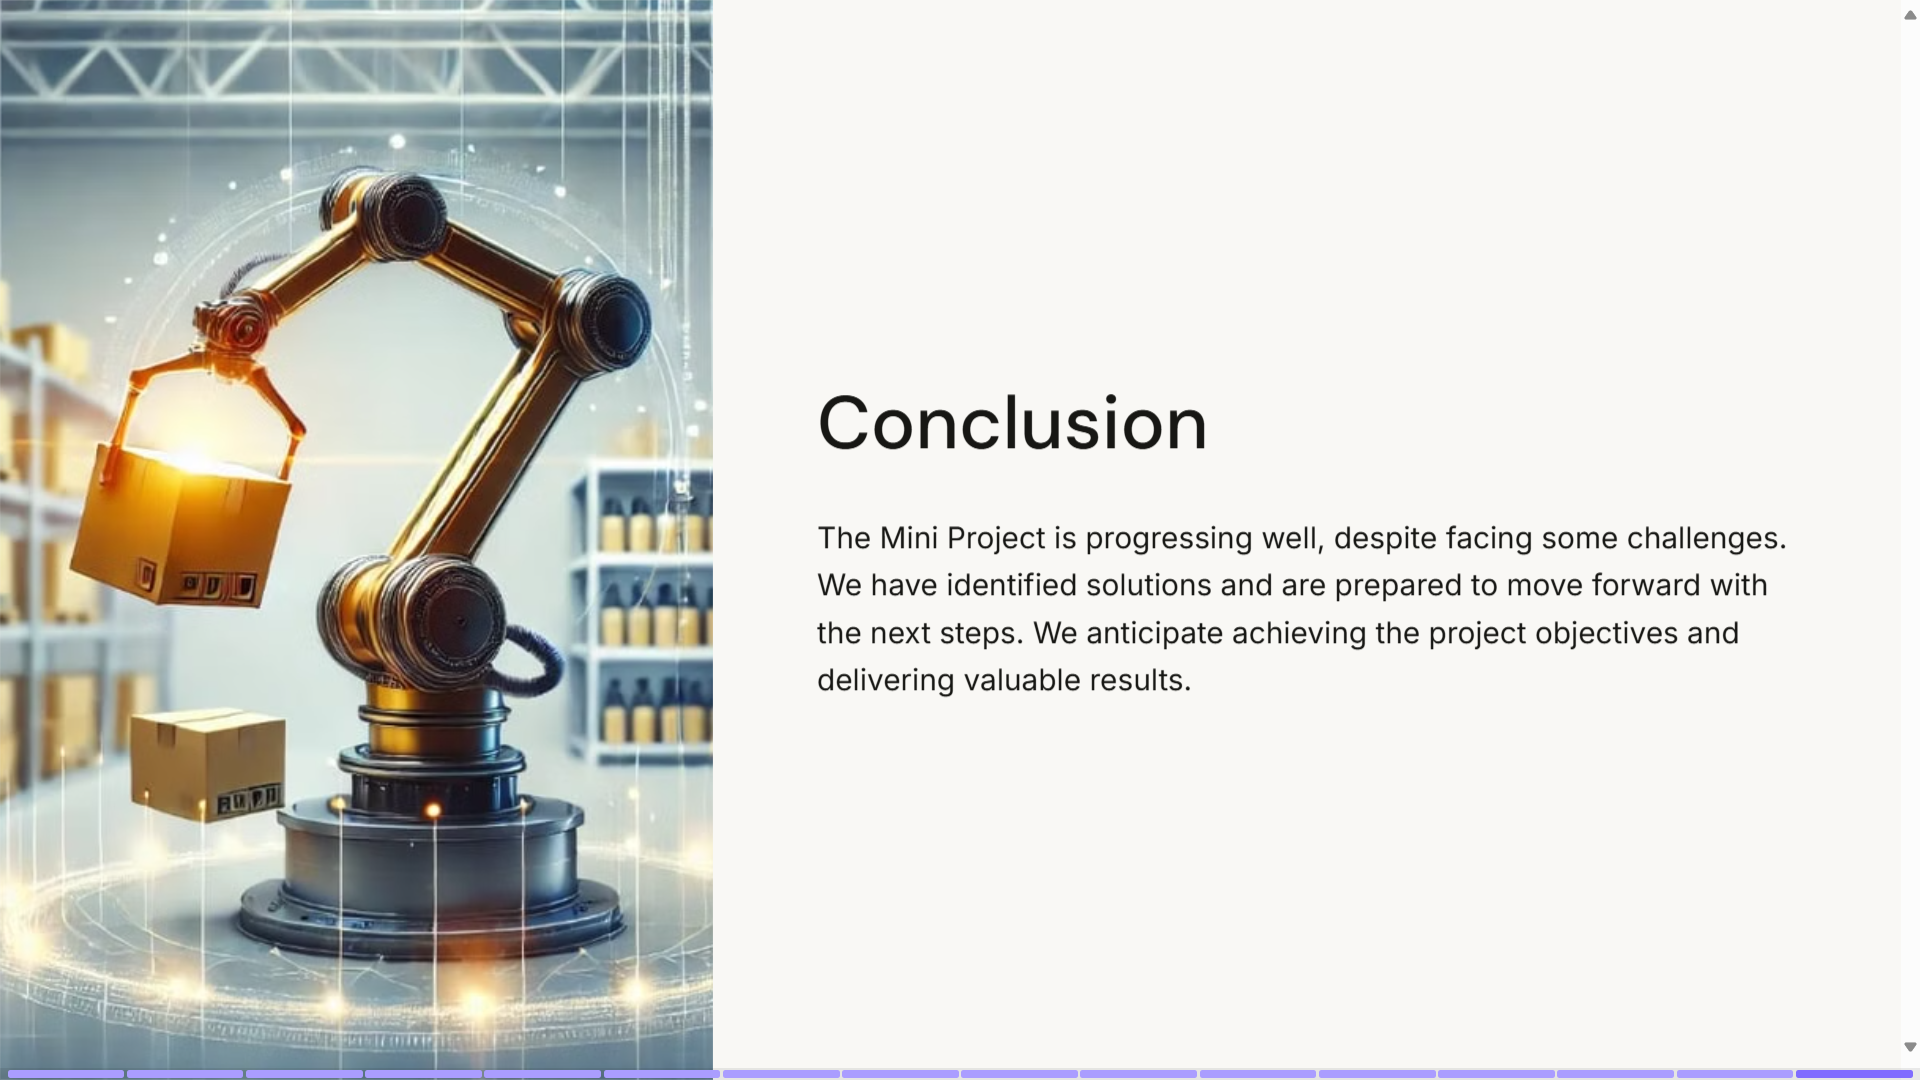 Conclusion
The Mini Project is progressing well, despite facing some challenges.
We have identified solutions and are prepared to move forward with
the next steps. We anticipate achieving the project objectives and
delivering valuable results.